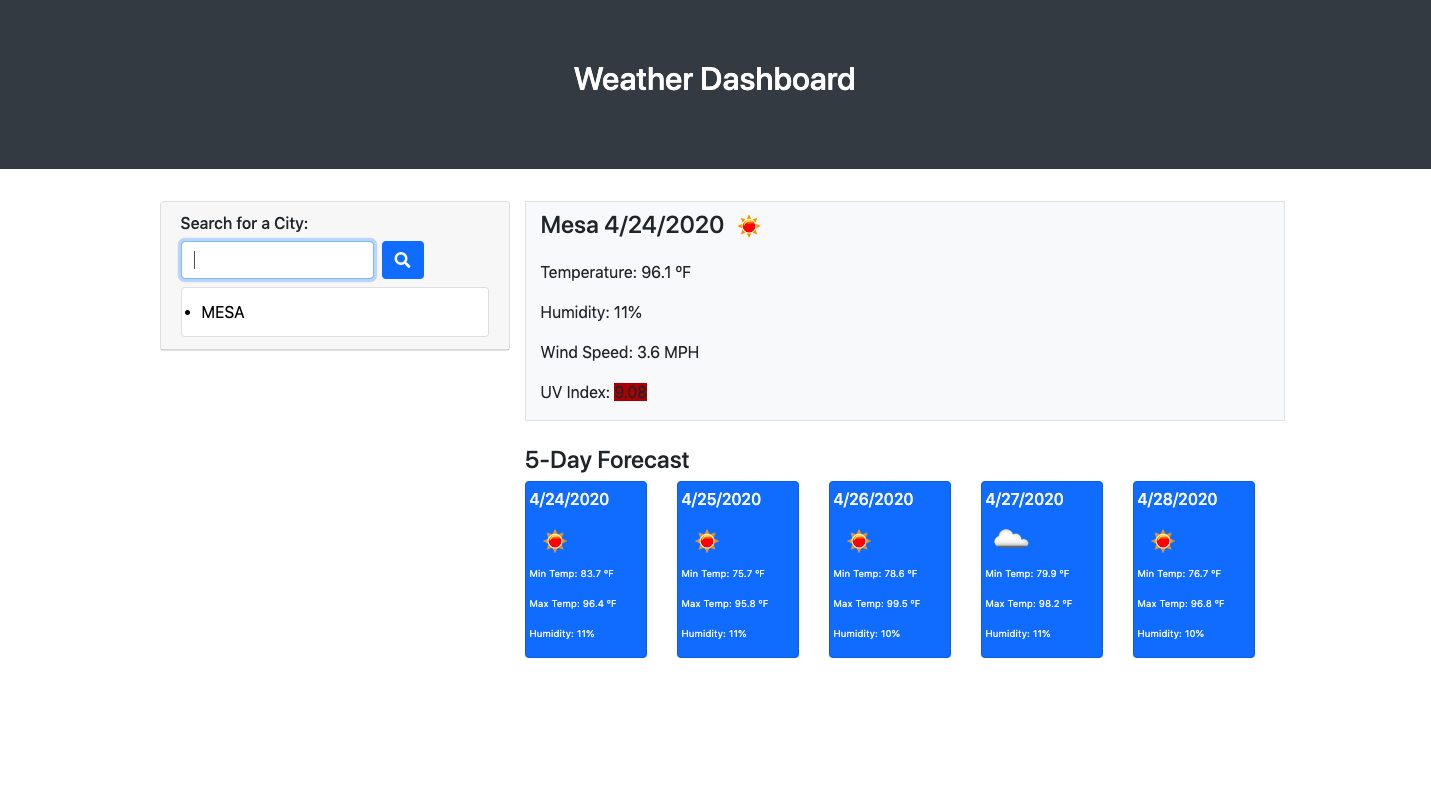 Weather Dashboard
Search for a City:
MESA
Mesa 4/24/2020
Temperature: 96.1 ºF
Humidity: 11%
Wind Speed: 3.6 MPH
UV Index: 9.08
5-Day Forecast
4/24/2020
Min Temp: 83.7 ºF
Max Temp: 96.4 ºF
Humidity: 11%
4/25/2020
Min Temp: 75.7 ºF
Max Temp: 95.8 ºF
Humidity: 11%
4/26/2020
Min Temp: 78.6 ºF
Max Temp: 99.5 ºF
Humidity: 10%
4/27/2020
Min Temp: 79.9 ºF
Max Temp: 98.2 ºF
Humidity: 11%
4/28/2020
Min Temp: 76.7 ºF
Max Temp: 96.8 ºF
Humidity: 10%